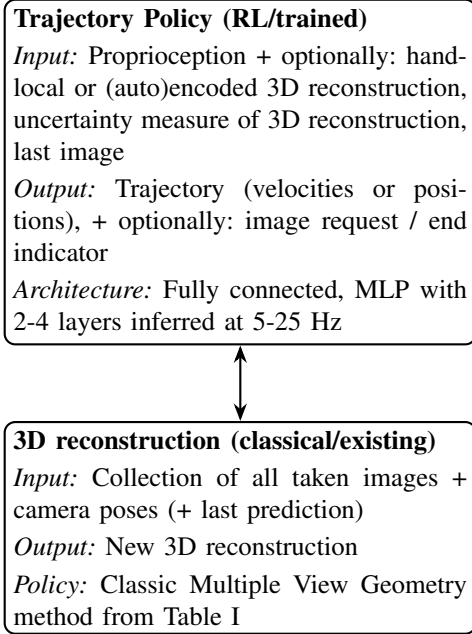 Trajectory Policy (RL/trained)
Input: Proprioception + optionally: hand-
local or (auto)encoded 3D reconstruction,
uncertainty measure of 3D reconstruction,
last image
Output: Trajectory (velocities or posi-
tions), + optionally: image request / end
indicator
Architecture: Fully connected, MLP with
2-4 layers inferred at 5-25 Hz
3D reconstruction (classical/existing)
Input: Collection of all taken images +
camera poses (+ last prediction)
Output: New 3D reconstruction
Policy: Classic Multiple View Geometry
method from Table I